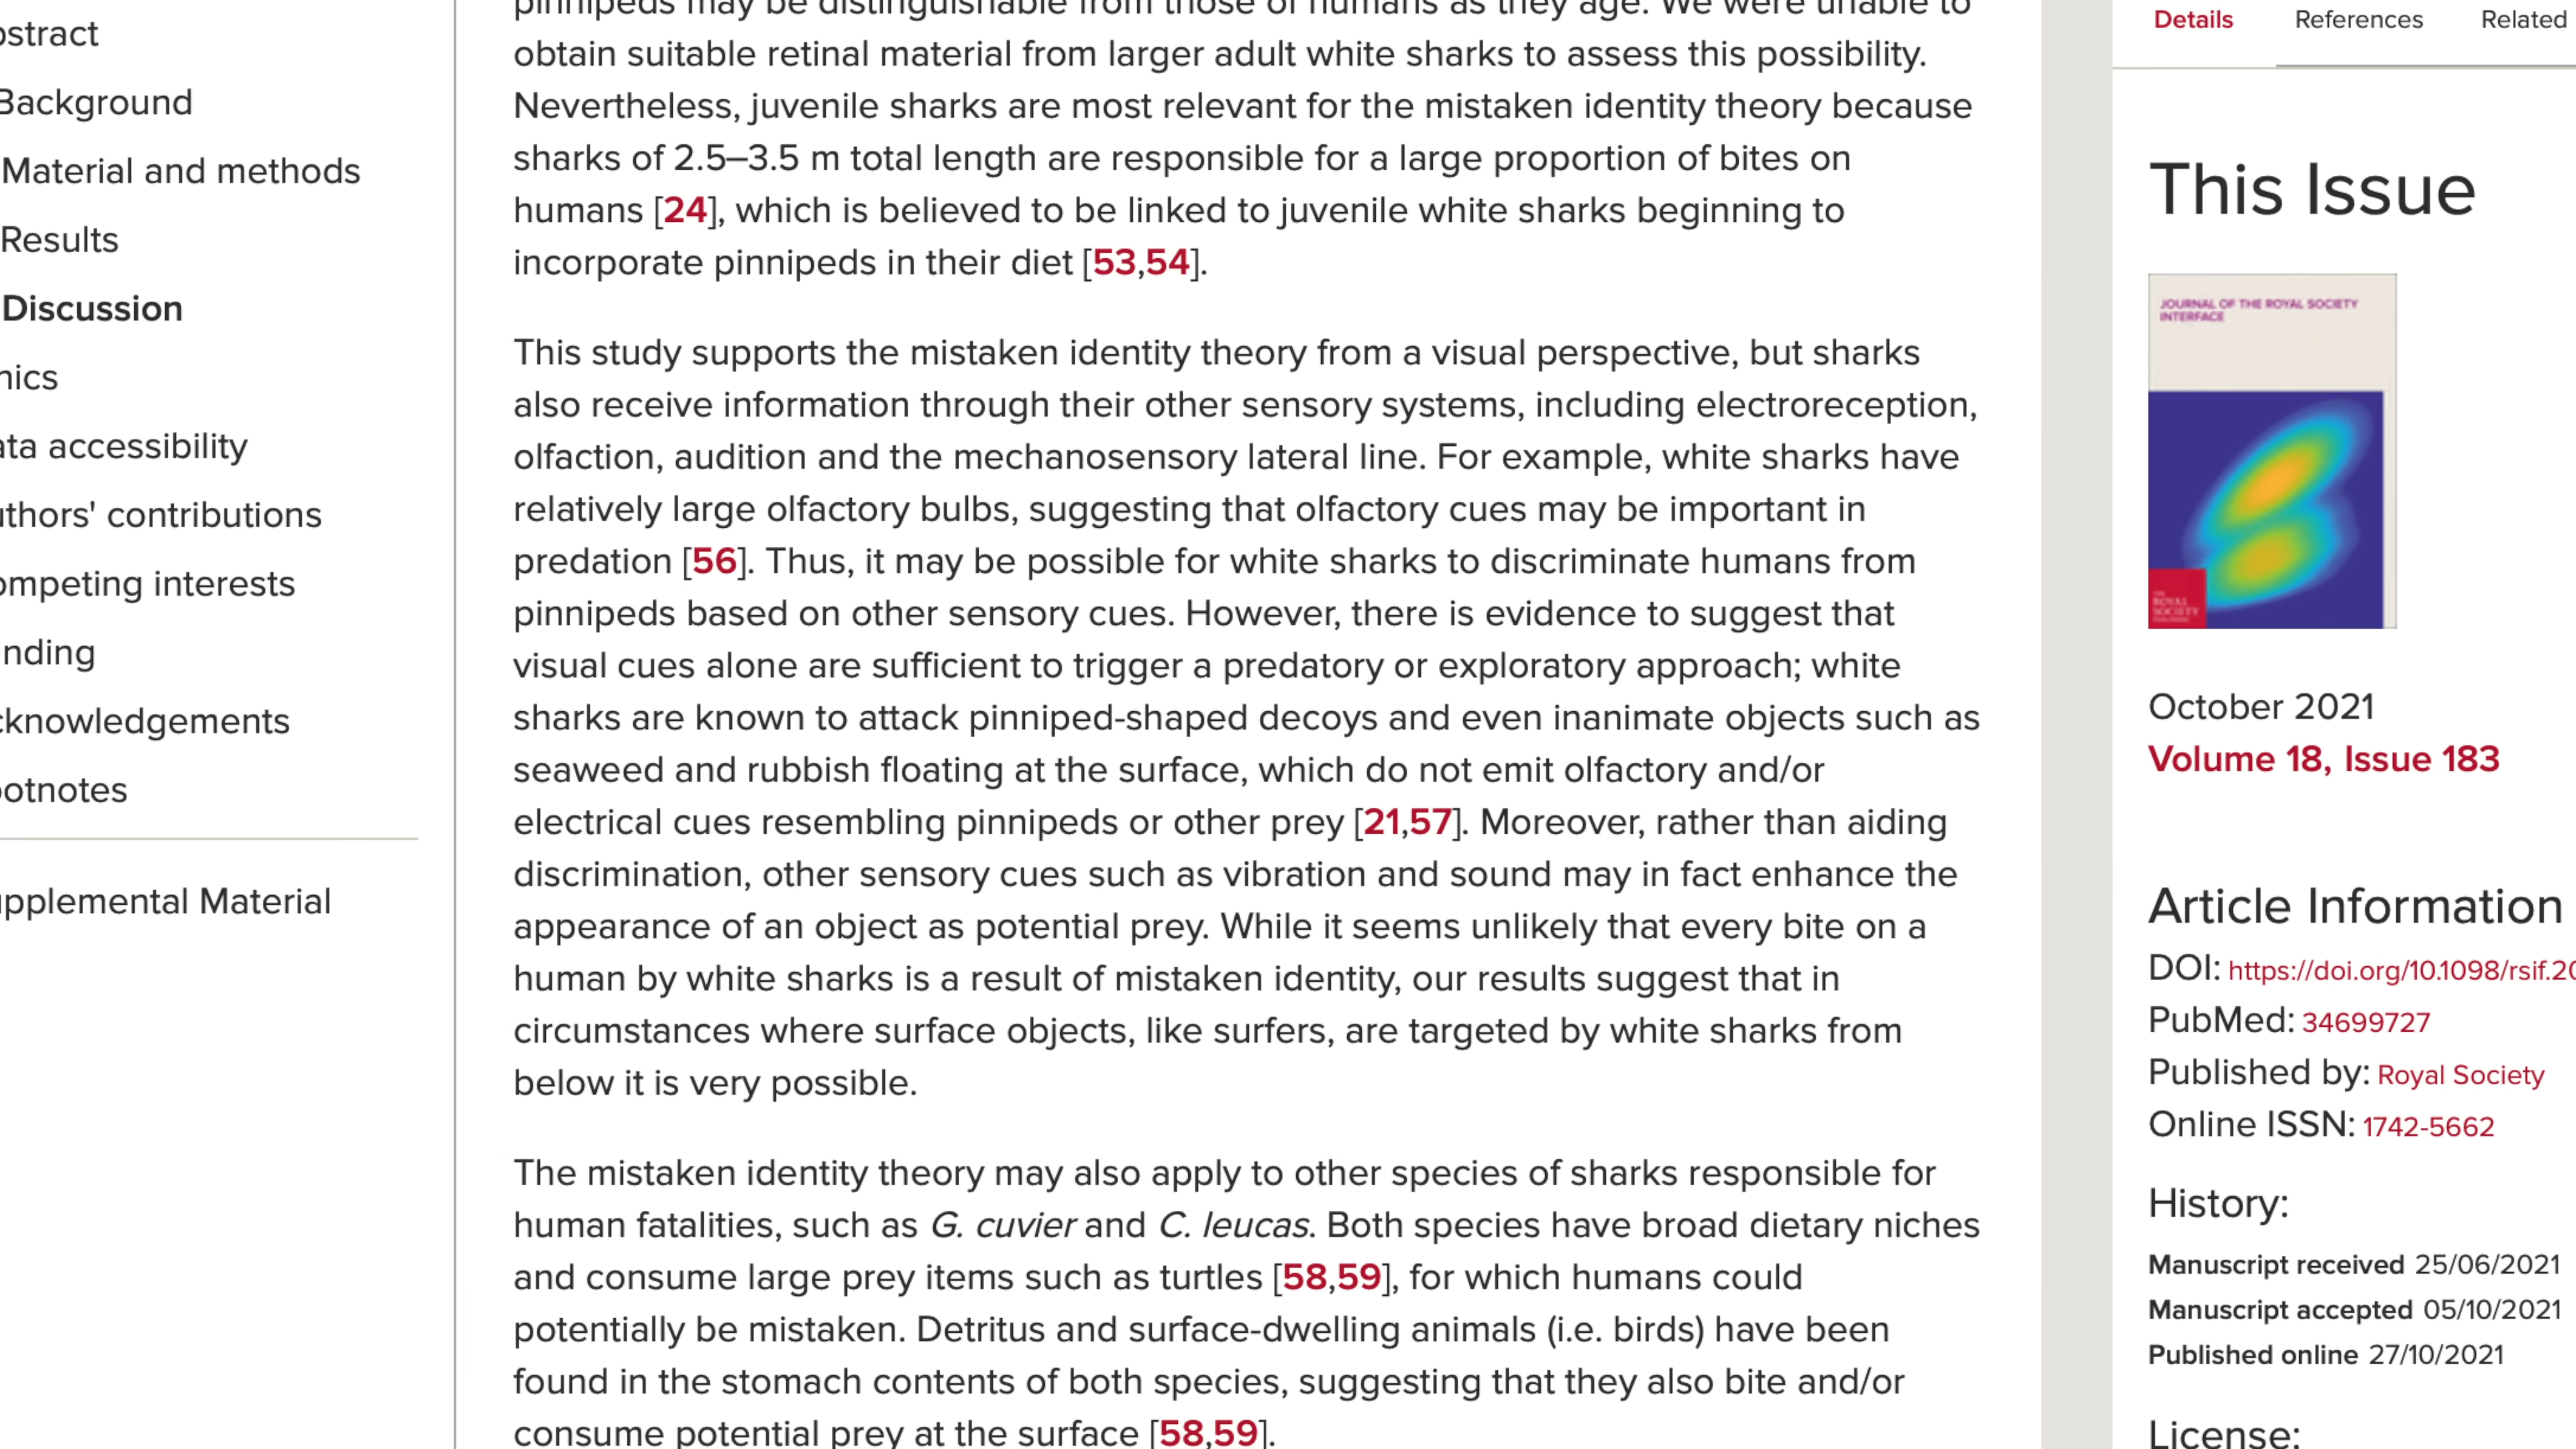 bstract
Background
Material and methods
Results
Discussion
hics
ata accessibility
uthors' contributions
ompeting interests
nding
cknowledgements
ootnotes
upplemental Material
pinnipeds may be distinguishable from those of humans as they age. We were unable to
obtain suitable retinal material from larger adult white sharks to assess this possibility.
Nevertheless, juvenile sharks are most relevant for the mistaken identity theory because
sharks of 2.5–3.5 m total length are responsible for a large proportion of bites on
humans [24], which is believed to be linked to juvenile white sharks beginning to
incorporate pinnipeds in their diet [53,54].
This study supports the mistaken identity theory from a visual perspective, but sharks
also receive information through their other sensory systems, including electroreception,
olfaction, audition and the mechanosensory lateral line. For example, white sharks have
relatively large olfactory bulbs, suggesting that olfactory cues may be important in
predation [56]. Thus, it may be possible for white sharks to discriminate humans from
pinnipeds based on other sensory cues. However, there is evidence to suggest that
visual cues alone are sufficient to trigger a predatory or exploratory approach; white
sharks are known to attack pinniped-shaped decoys and even inanimate objects such as
seaweed and rubbish floating at the surface, which do not emit olfactory and/or
electrical cues resembling pinnipeds or other prey [21,57]. Moreover, rather than aiding
discrimination, other sensory cues such as vibration and sound may in fact enhance the
appearance of an object as potential prey. While it seems unlikely that every bite on a
human by white sharks is a result of mistaken identity, our results suggest that in
circumstances where surface objects, like surfers, are targeted by white sharks from
below it is very possible.
The mistaken identity theory may also apply to other species of sharks responsible for
human fatalities, such as G. cuvier and C. leucas. Both species have broad dietary niches
and consume large prey items such as turtles [58,59], for which humans could
potentially be mistaken. Detritus and surface-dwelling animals (i.e. birds) have been
found in the stomach contents of both species, suggesting that they also bite and/or
consume potential prey at the surface [58,59].
Details References Related
This Issue
JOURNAL OF THE ROYAL SOCIETY
INTERFACE
THE
ROYAL
SOCIETY
PUBLISHING
October 2021
Volume 18, Issue 183
Article Information
DOI: https://doi.org/10.1098/rsif.20
PubMed: 34699727
Published by: Royal Society
Online ISSN: 1742-5662
History:
Manuscript received 25/06/2021
Manuscript accepted 05/10/2021
Published online 27/10/2021
License: